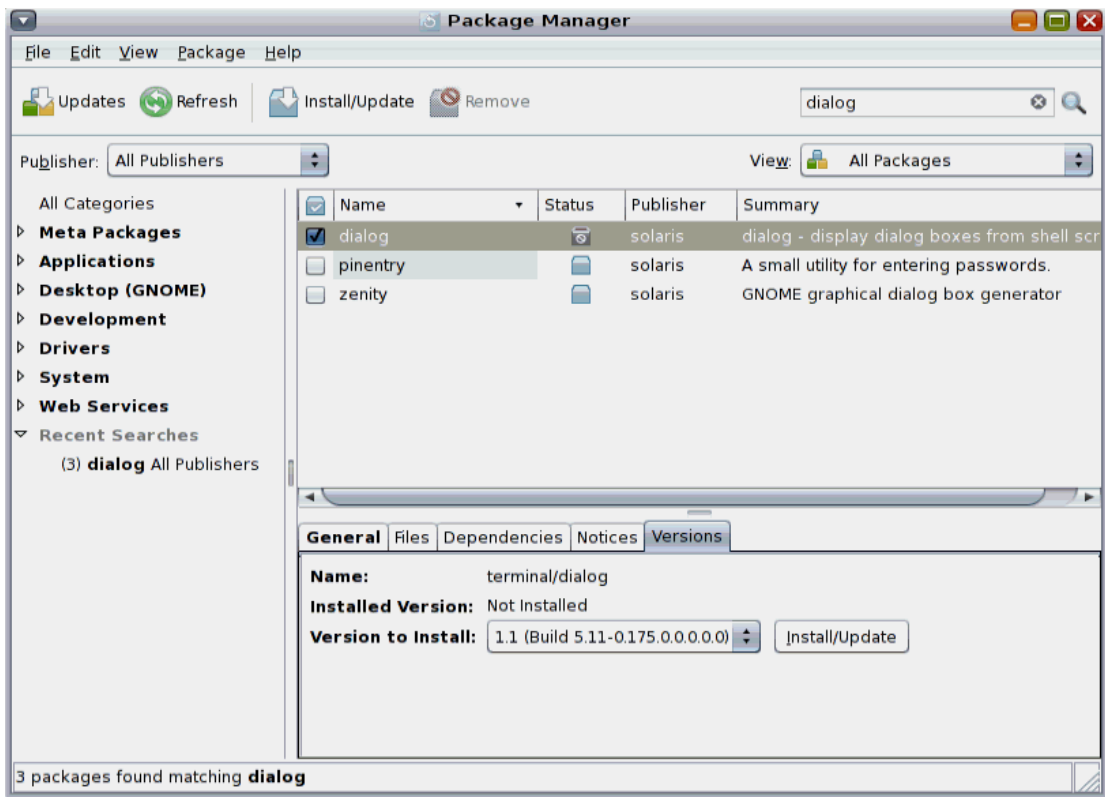 Package Manager
File Edit View Package Help
Updates Refresh Install/Update Remove dialog
Publisher: All Publishers View: All Packages
All Categories
Meta Packages
Applications
Desktop (GNOME)
Development
Drivers
System
Web Services
Recent Searches
(3) dialog All Publishers
Name Status Publisher Summary
dialog solaris dialog - display dialog boxes from shell scr
pinentry solaris A small utility for entering passwords.
zenity solaris GNOME graphical dialog box generator
General Files Dependencies Notices Versions
Name: terminal/dialog
Installed Version: Not Installed
Version to Install: 1.1 (Build 5.11-0.175.0.0.0.0.0) Install/Update
3 packages found matching dialog